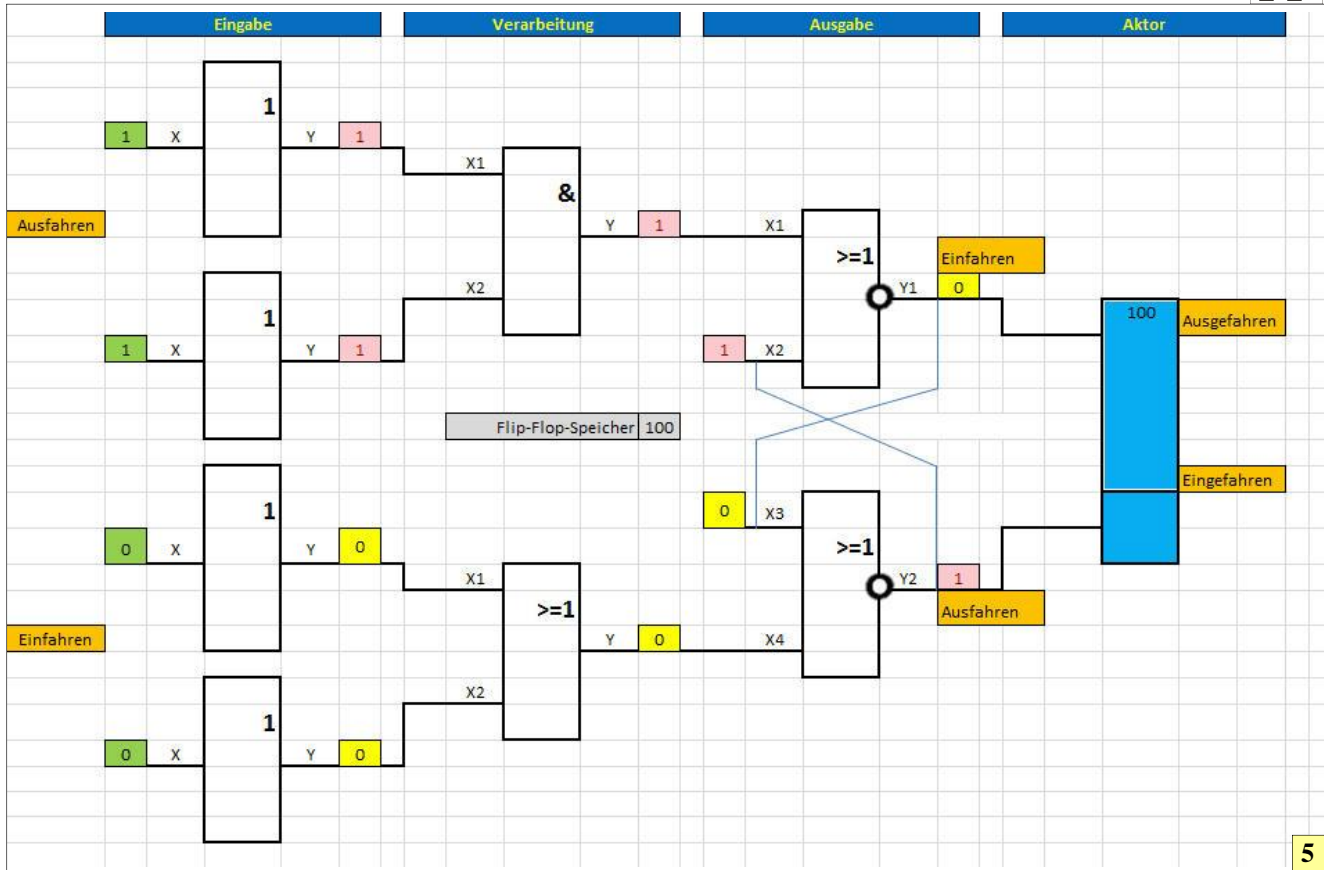 Eingabe Verarbeitung Ausgabe Aktor
1
1 X Y 1
X1
&
Ausfahren Y 1 X1
>=1 Einfahren
1 X2 Y1 0
100 Ausgefahren
1 X Y 1 1 X2
Flip-Flop-Speicher 100
Eingefahren
1 0 X3
0 X Y 0 >=1
X1 Y2 1
>=1 Ausfahren
Einfahren Y 0 X4
X2
1
0 X Y 0
5